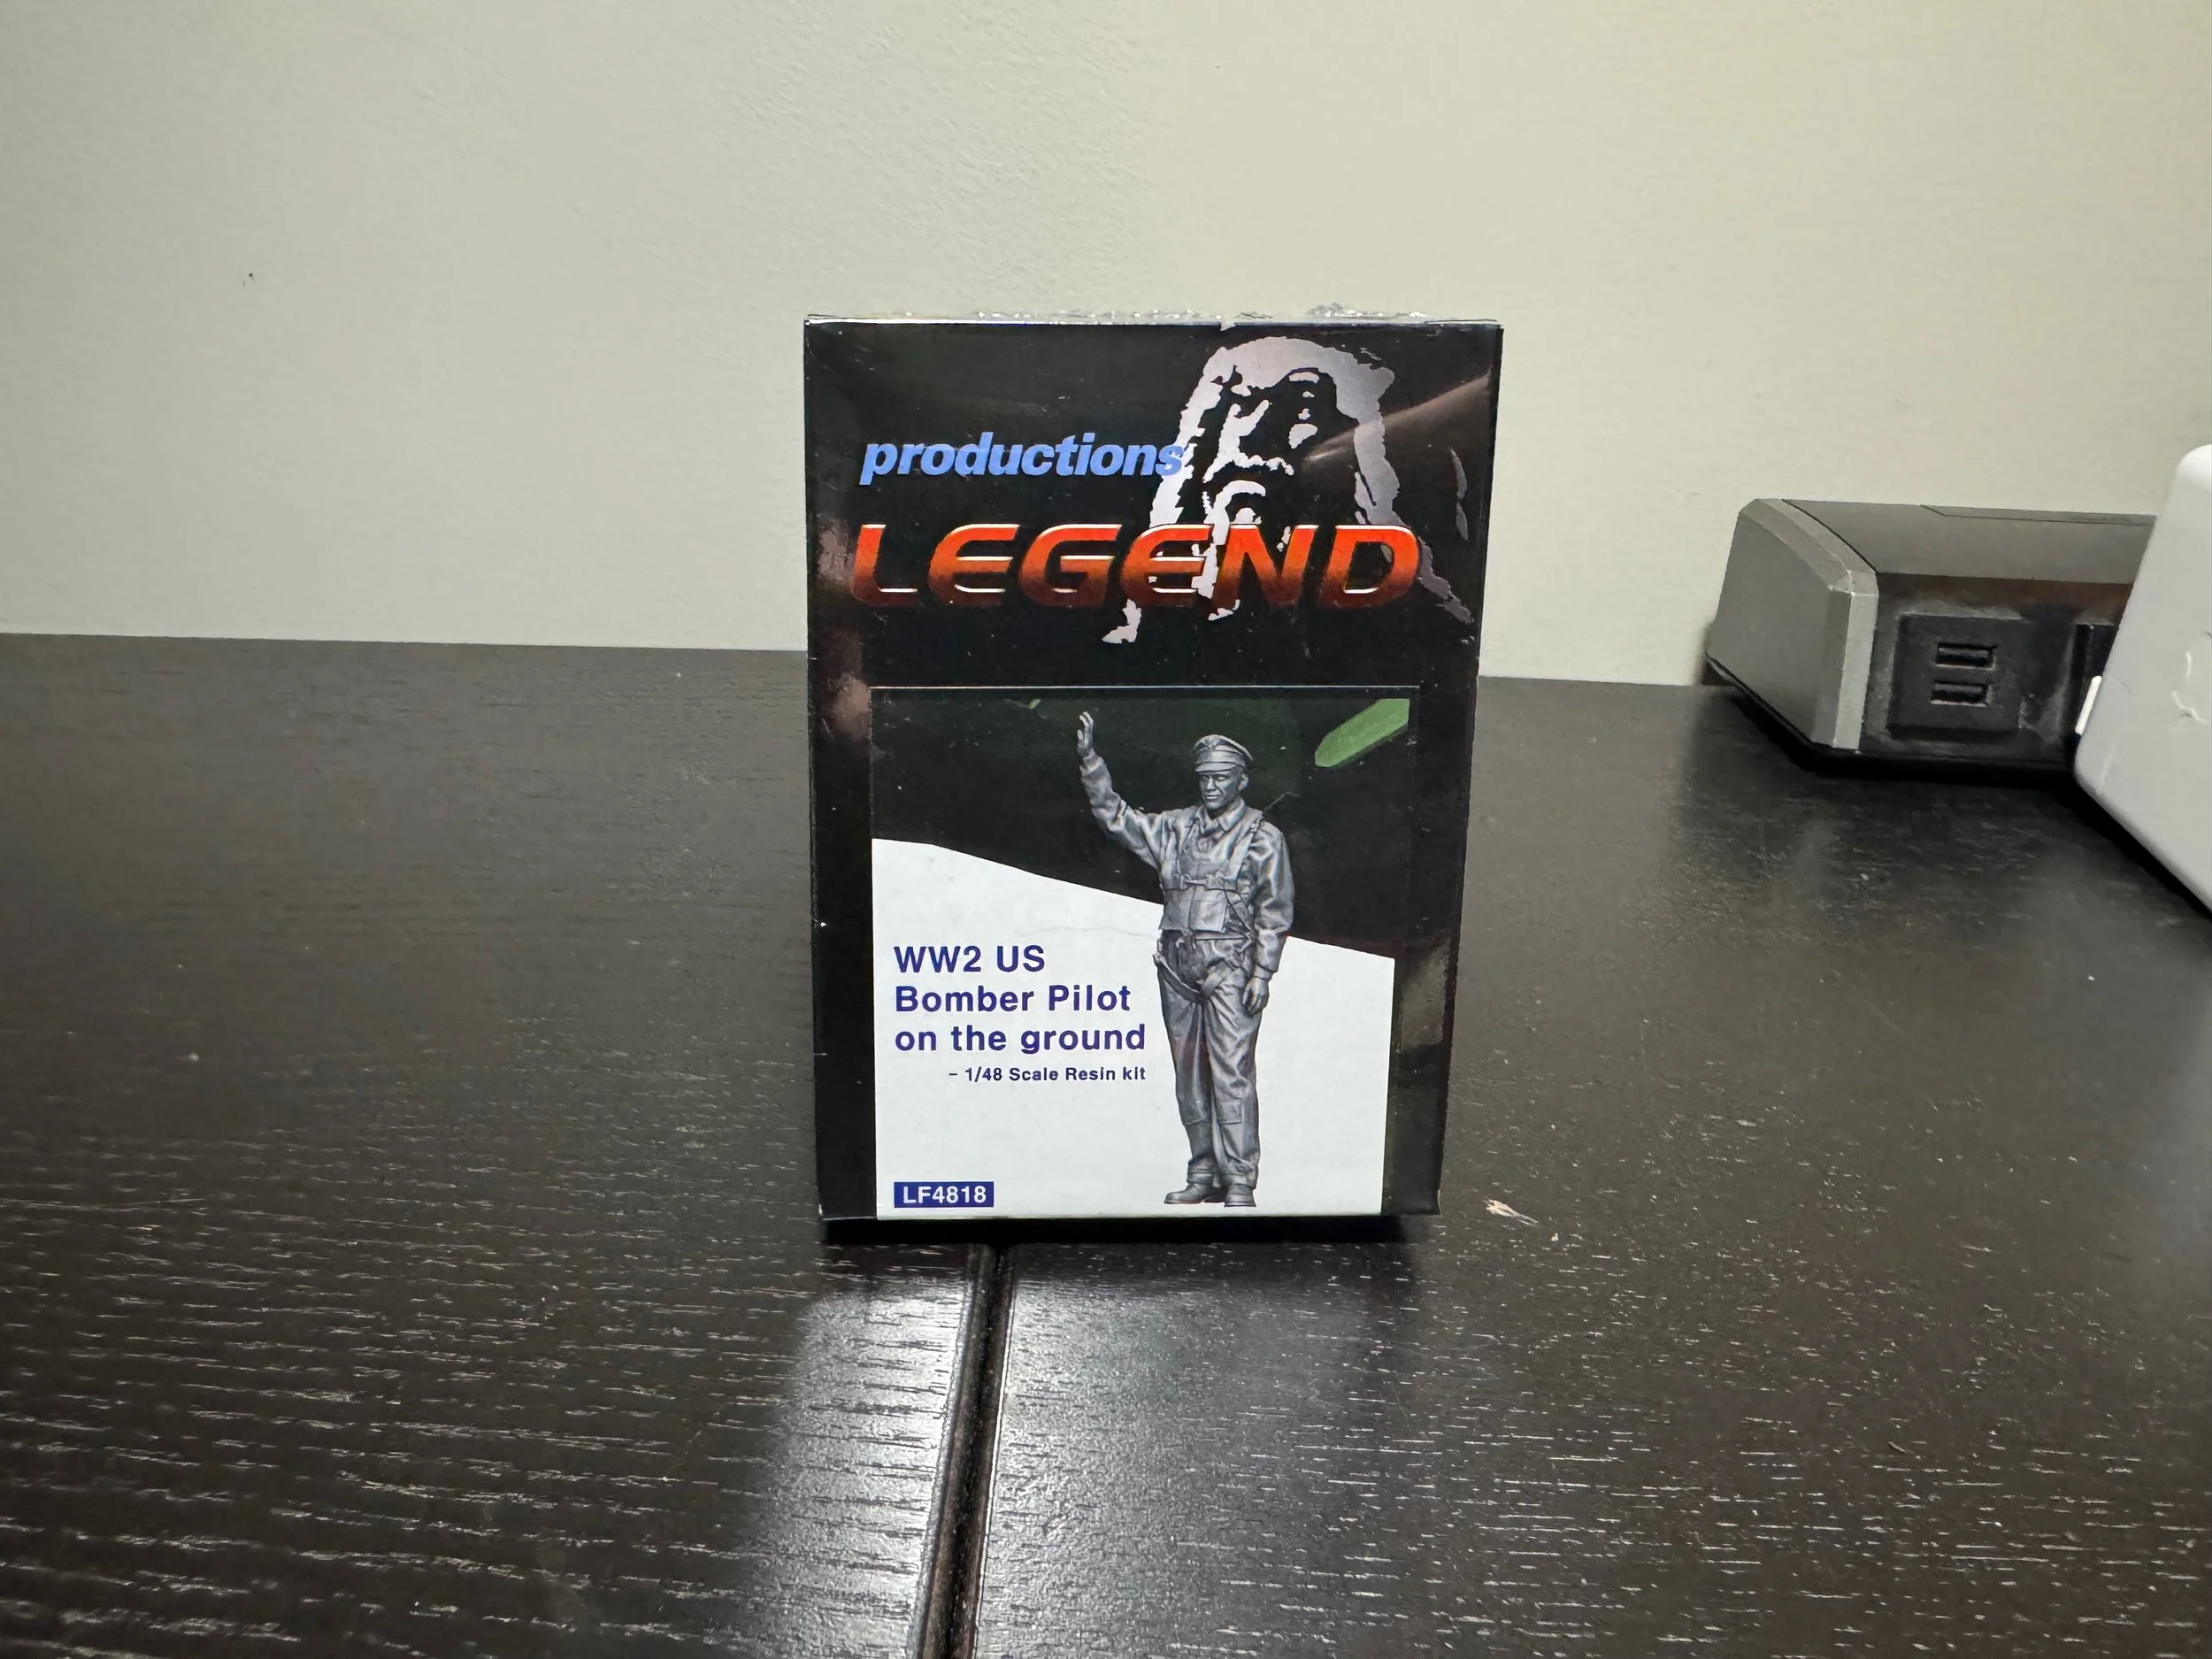 productions
LEGEND
WW2 US
Bomber Pilot
on the ground
- 1/48 Scale Resin kit
LF4818